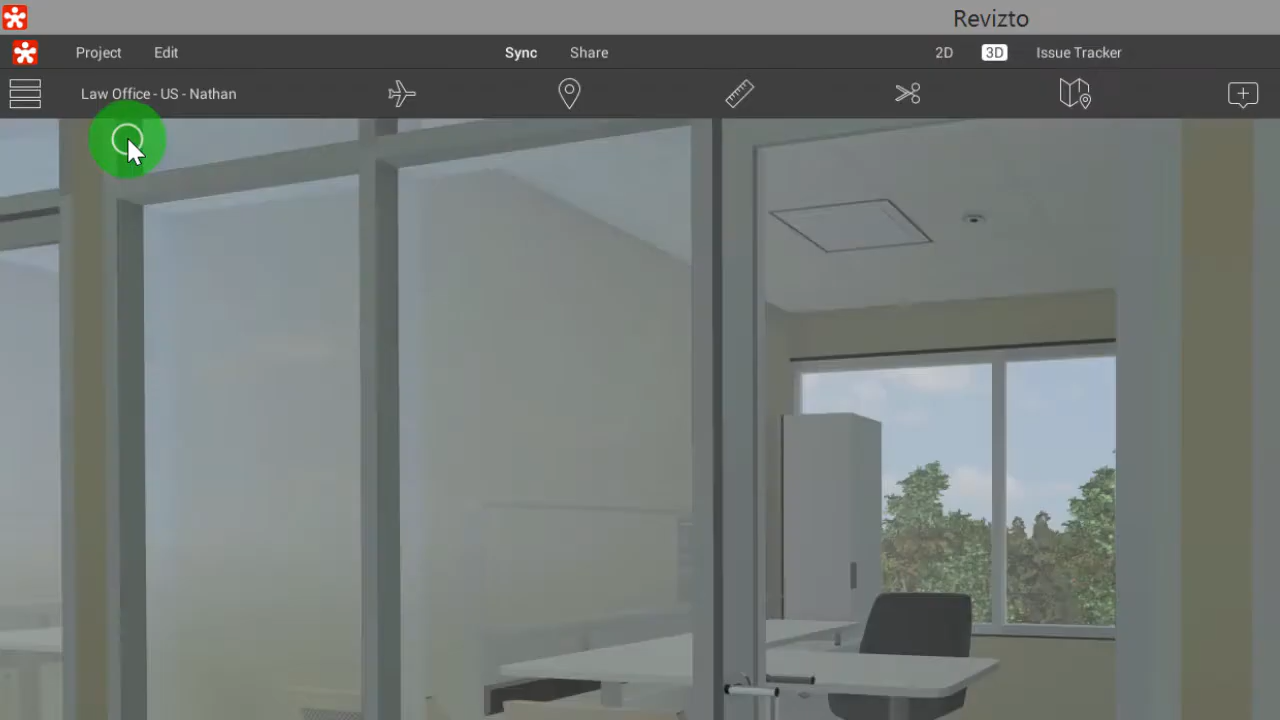 Revizto
Project Edit Sync Share 2D 3D Issue Tracker
Law Office - US - Nathan